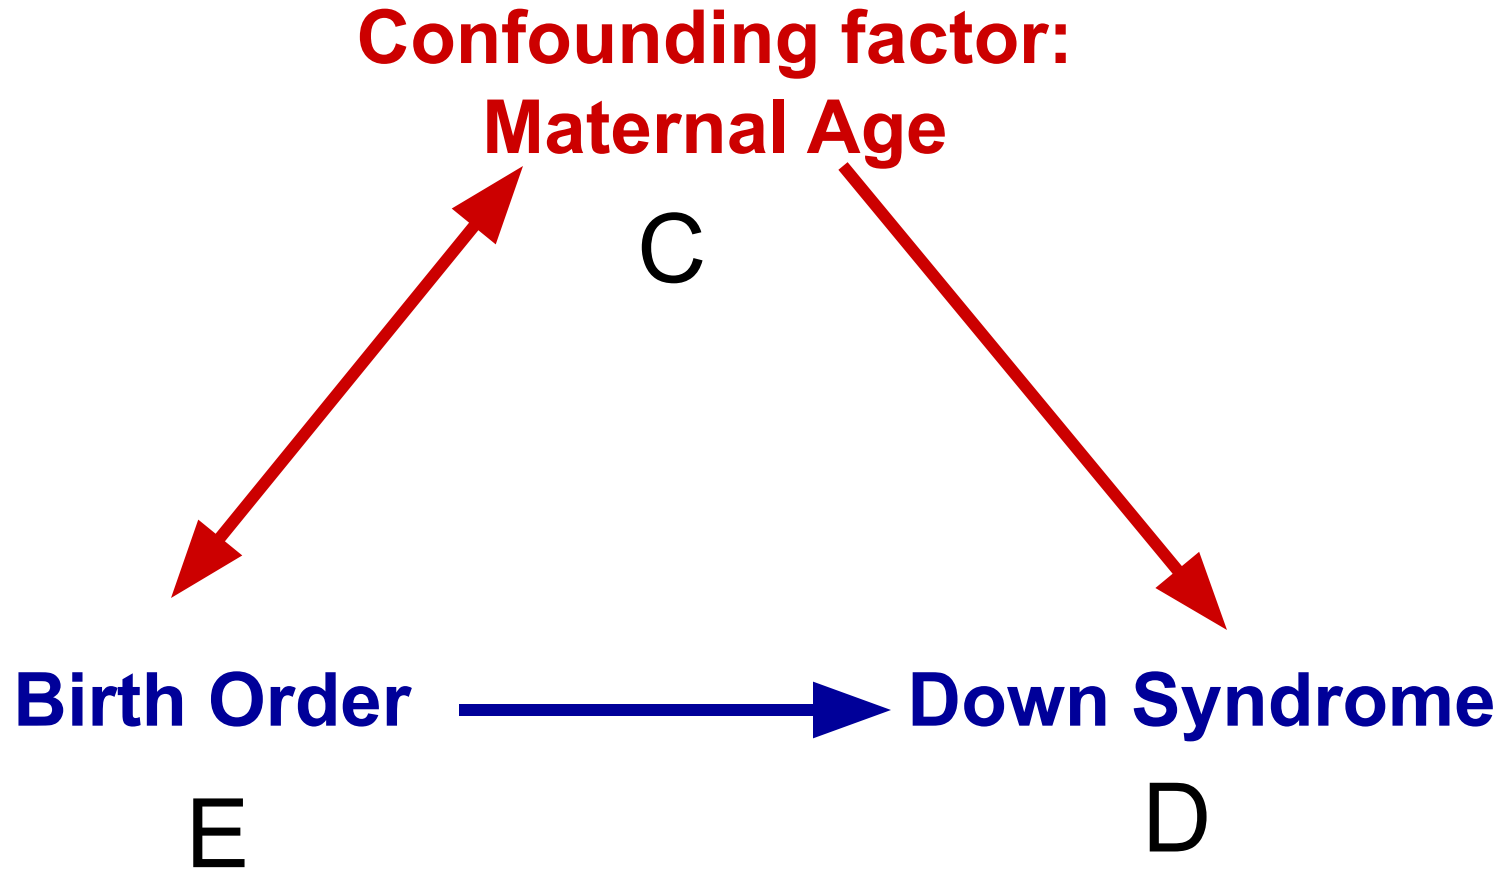 Confounding factor:
Maternal Age
C
Birth Order
Down Syndrome
E
D